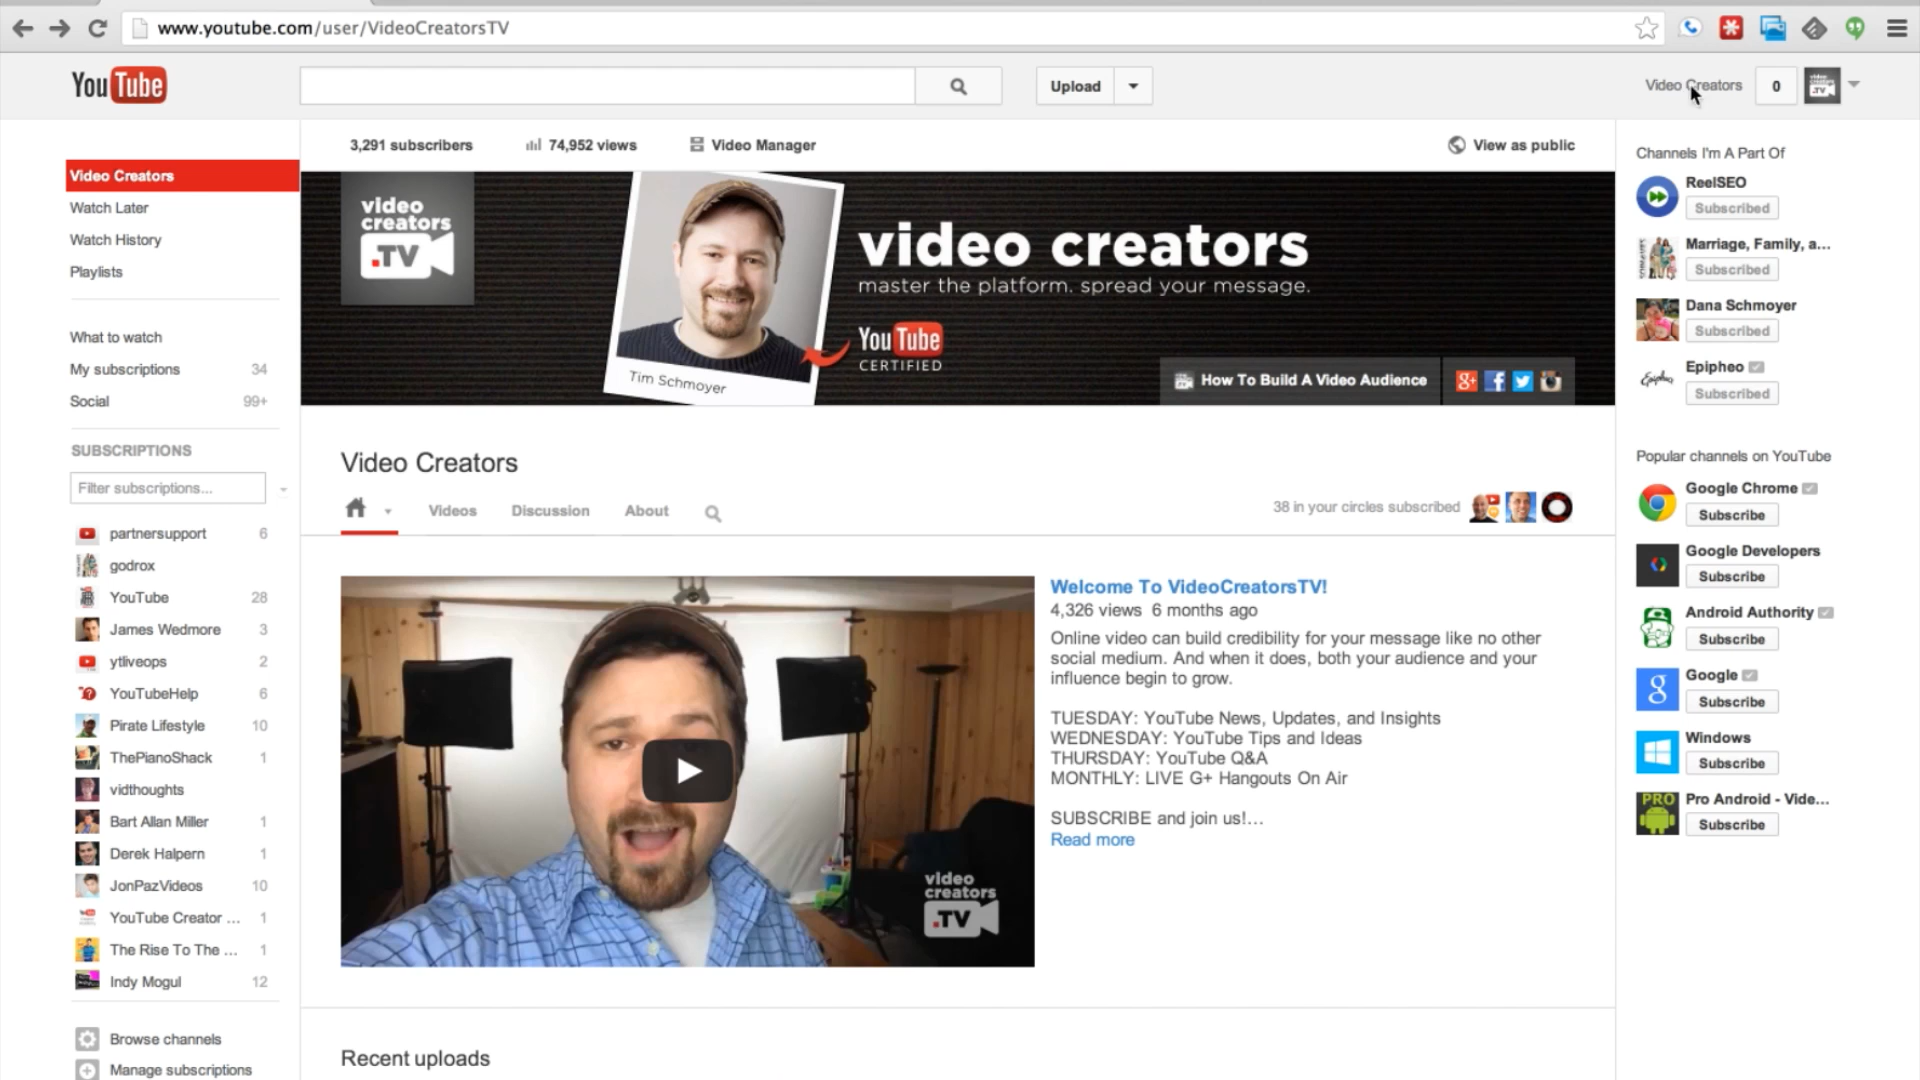 www.youtube.com/user/VideoCreatorsTV
YouTube
Upload
Video Creators
0
video creators .TV
3,291 subscribers
74,952 views
Video Manager
View as public
Video Creators
Watch Later
Watch History
Playlists
What to watch
My subscriptions 34
Social 99+
SUBSCRIPTIONS
Filter subscriptions...
partnersupport 6
godrox
YouTube 28
James Wedmore 3
ytliveops 2
YouTubeHelp 6
Pirate Lifestyle 10
ThePianoShack 1
vidthoughts
Bart Allan Miller 1
Derek Halpern 1
JonPazVideos 10
YouTube Creator ... 1
The Rise To The ... 1
Indy Mogul 12
Browse channels
Manage subscriptions
video
creators
.TV
Tim Schmoyer
video creators
master the platform. spread your message.
YouTube
CERTIFIED
How To Build A Video Audience
g+
Video Creators
Videos
Discussion
About
38 in your circles subscribed
video
creators
.TV
Welcome To VideoCreatorsTV!
4,326 views 6 months ago
Online video can build credibility for your message like no other
social medium. And when it does, both your audience and your
influence begin to grow.
TUESDAY: YouTube News, Updates, and Insights
WEDNESDAY: YouTube Tips and Ideas
THURSDAY: YouTube Q&A
MONTHLY: LIVE G+ Hangouts On Air
SUBSCRIBE and join us!...
Read more
Recent uploads
Channels I'm A Part Of
ReelSEO
Subscribed
Marriage, Family, a...
Subscribed
Dana Schmoyer
Subscribed
Epipheo
Epipheo
Subscribed
Popular channels on YouTube
Google Chrome
Subscribe
Google Developers
Subscribe
Android Authority
Subscribe
g
Google
Subscribe
Windows
Subscribe
PRO
Pro Android - Vide...
Subscribe